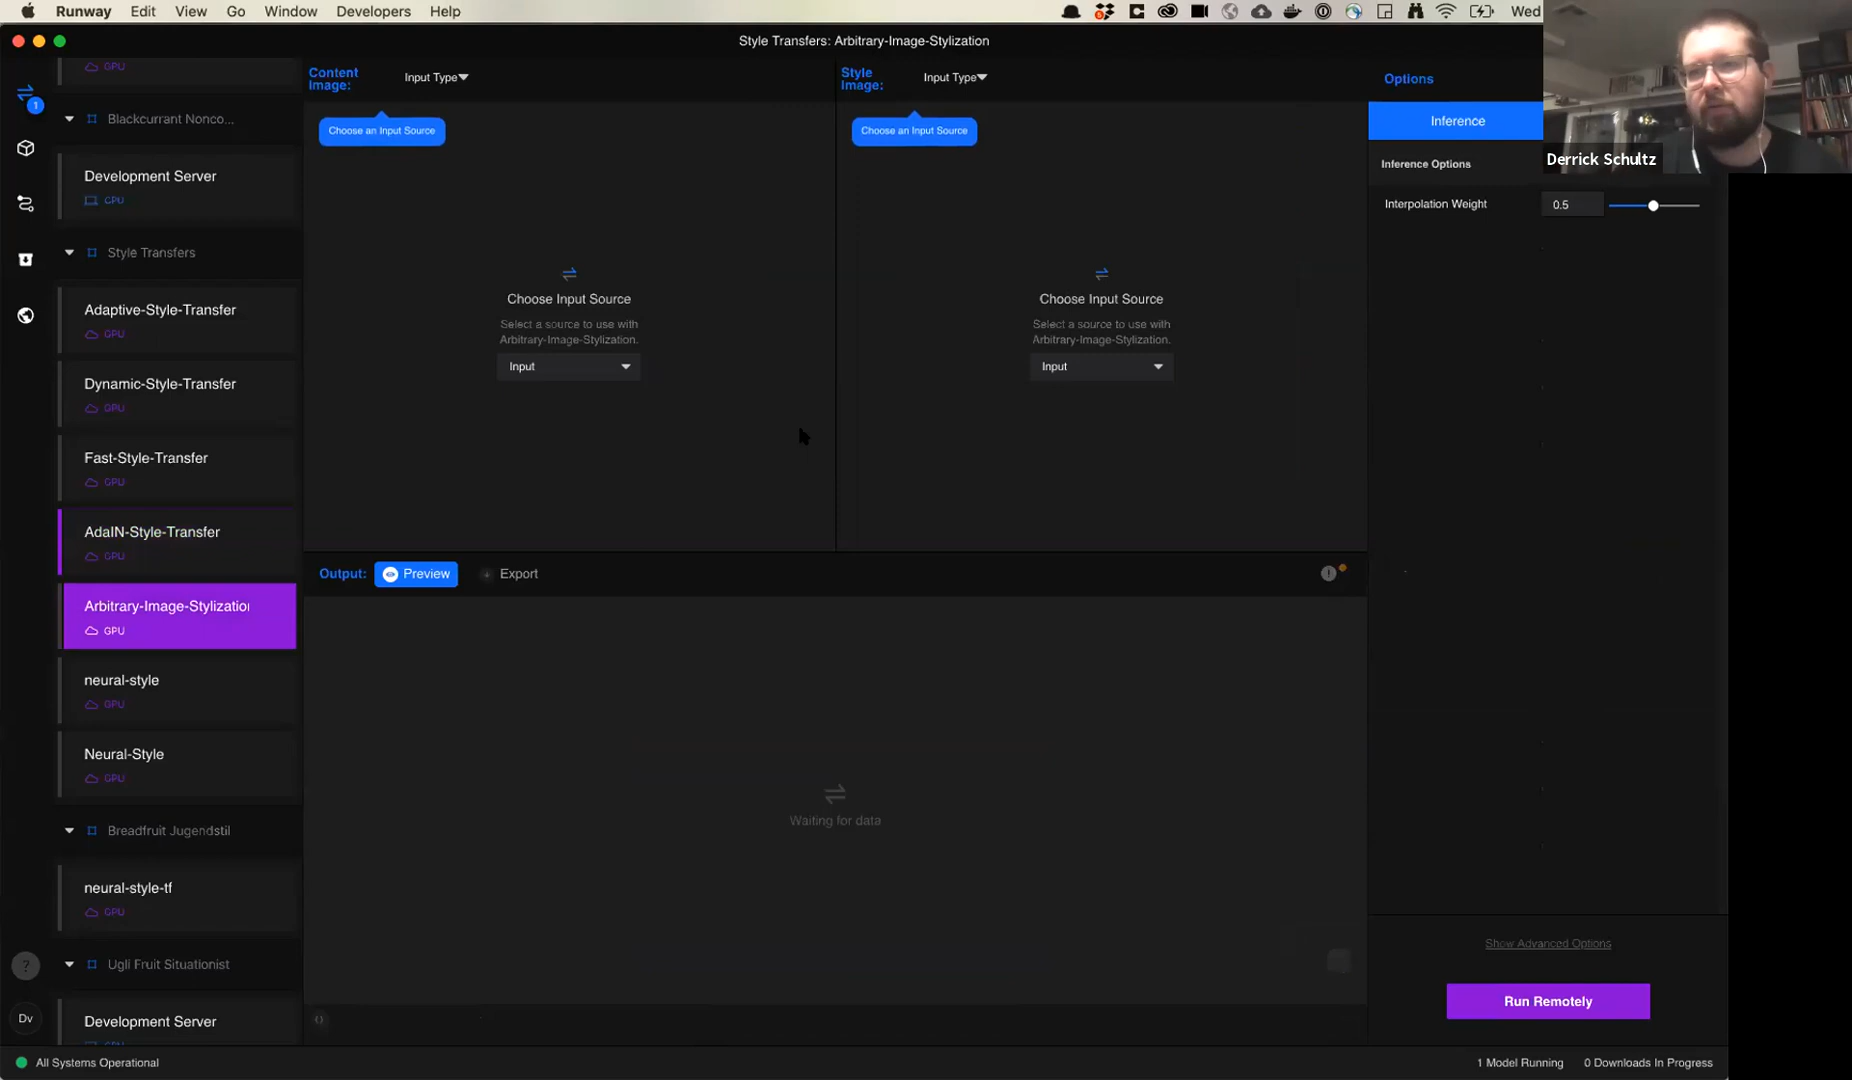 Runway Edit View Go Window Developers Help
Wed
Style Transfers: Arbitrary-Image-Stylization
GPU
1
Blackcurrant Nonco...
Development Server
GPU
Style Transfers
Adaptive-Style-Transfer
GPU
Dynamic-Style-Transfer
GPU
Fast-Style-Transfer
GPU
AdaIN-Style-Transfer
GPU
Arbitrary-Image-Stylization
GPU
neural-style
GPU
Neural-Style
GPU
Breadfruit Jugendstil
neural-style-tf
GPU
Ugli Fruit Situationist
Development Server
?
Dv
Content
Image:
Input Type
Choose an Input Source
Choose Input Source
Select a source to use with
Arbitrary-Image-Stylization.
Input
Style
Image:
Input Type
Choose an Input Source
Choose Input Source
Select a source to use with
Arbitrary-Image-Stylization.
Input
Output: Preview + Export
Waiting for data
Options
Inference
Derrick Schultz
Inference Options
Interpolation Weight 0.5
Show Advanced Options
Run Remotely
All Systems Operational
1 Model Running 0 Downloads In Progress